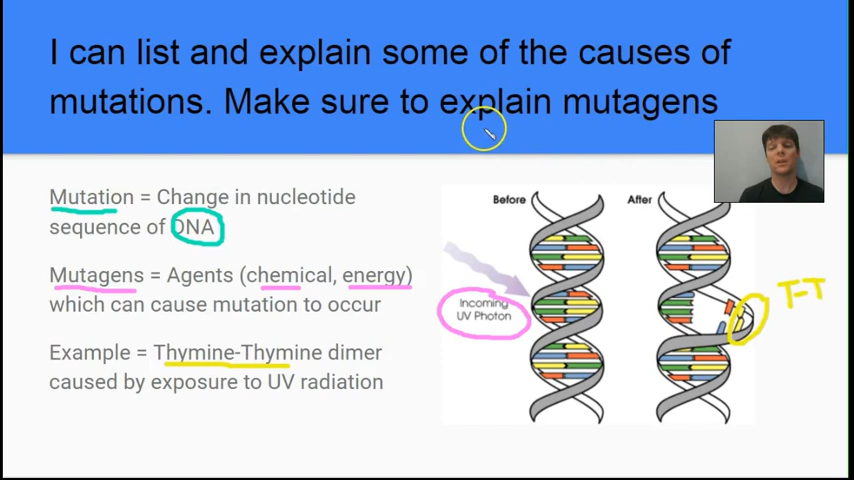 I can list and explain some of the causes of
mutations. Make sure to explain mutagens
Mutation = Change in nucleotide
sequence of DNA
Mutagens = Agents (chemical, energy)
which can cause mutation to occur
Example = Thymine-Thymine dimer
caused by exposure to UV radiation
Before
After
Incoming
UV Photon
T-T